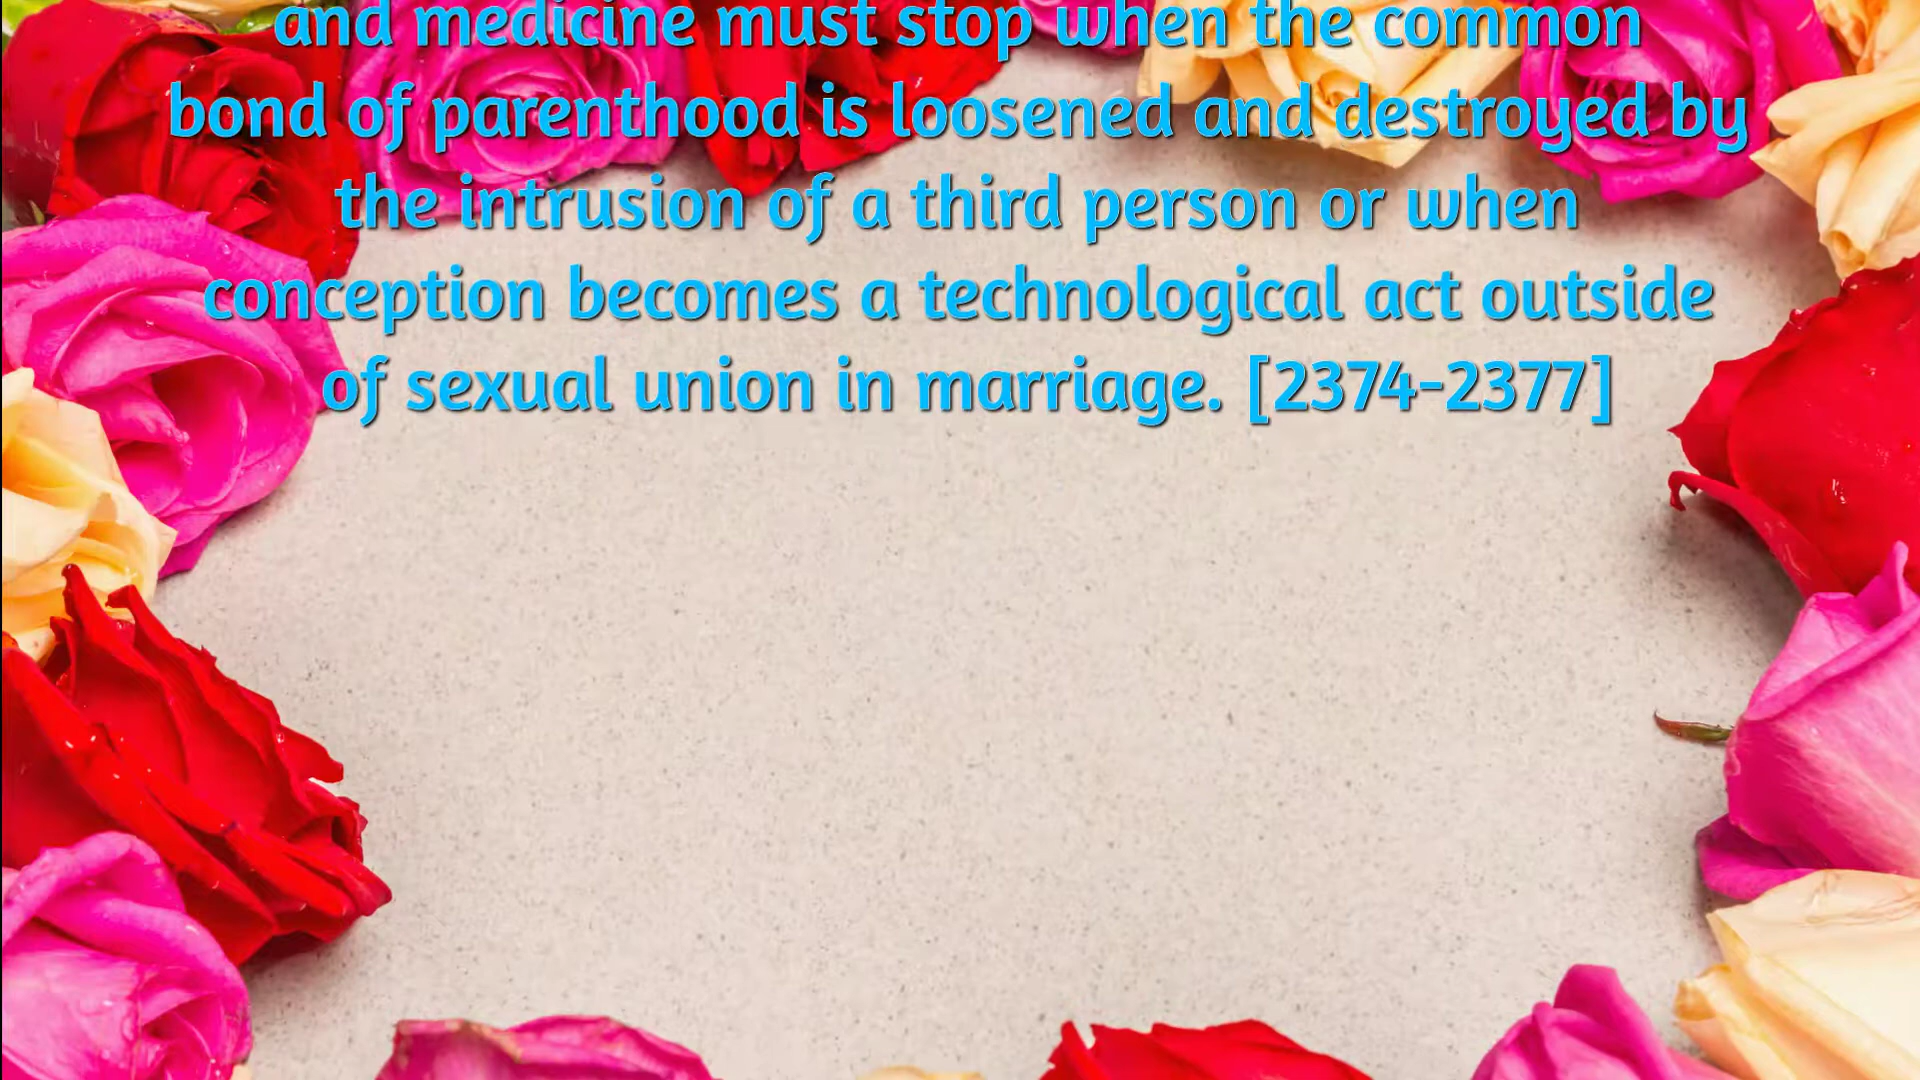 and medicine must stop when the common
bond of parenthood is loosened and destroyed by
the intrusion of a third person or when
conception becomes a technological act outside
of sexual union in marriage. [2374-2377]